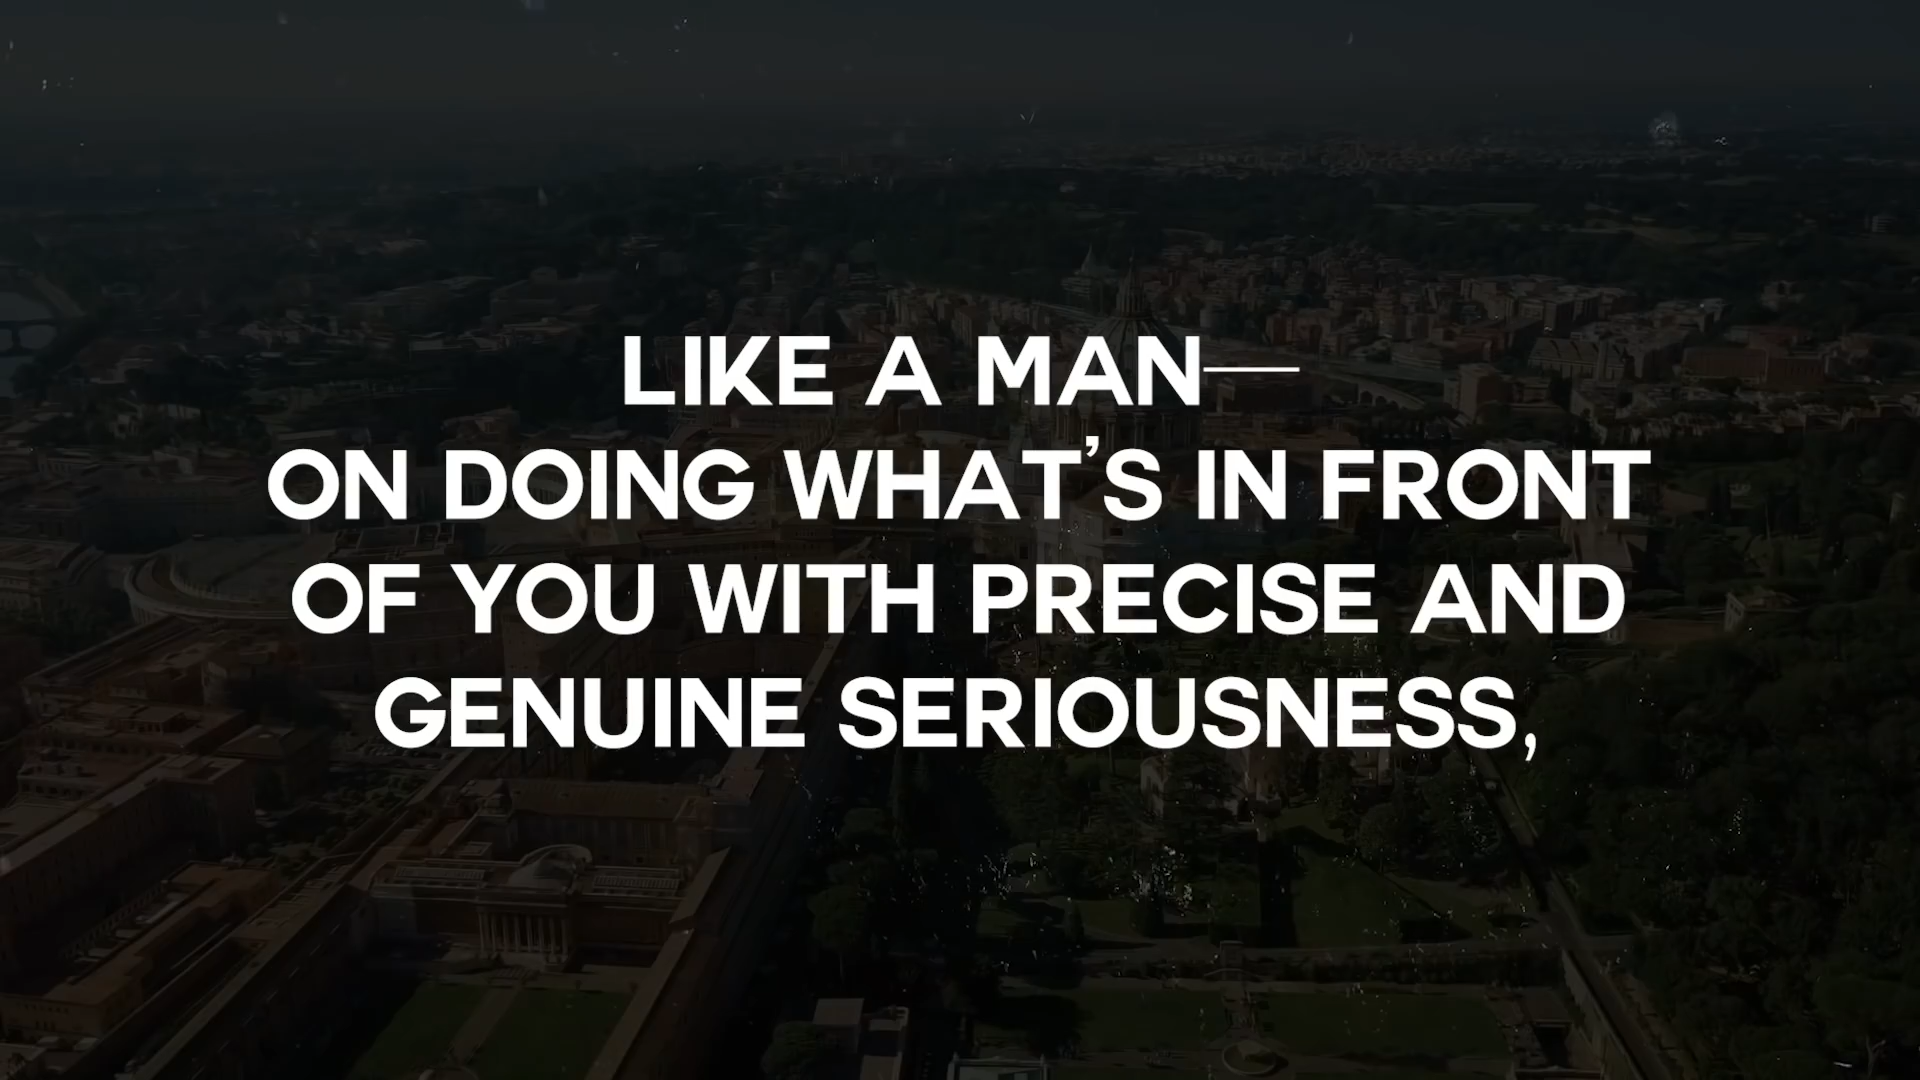 LIKE A MAN—
ON DOING WHAT’S IN FRONT
OF YOU WITH PRECISE AND
GENUINE SERIOUSNESS,